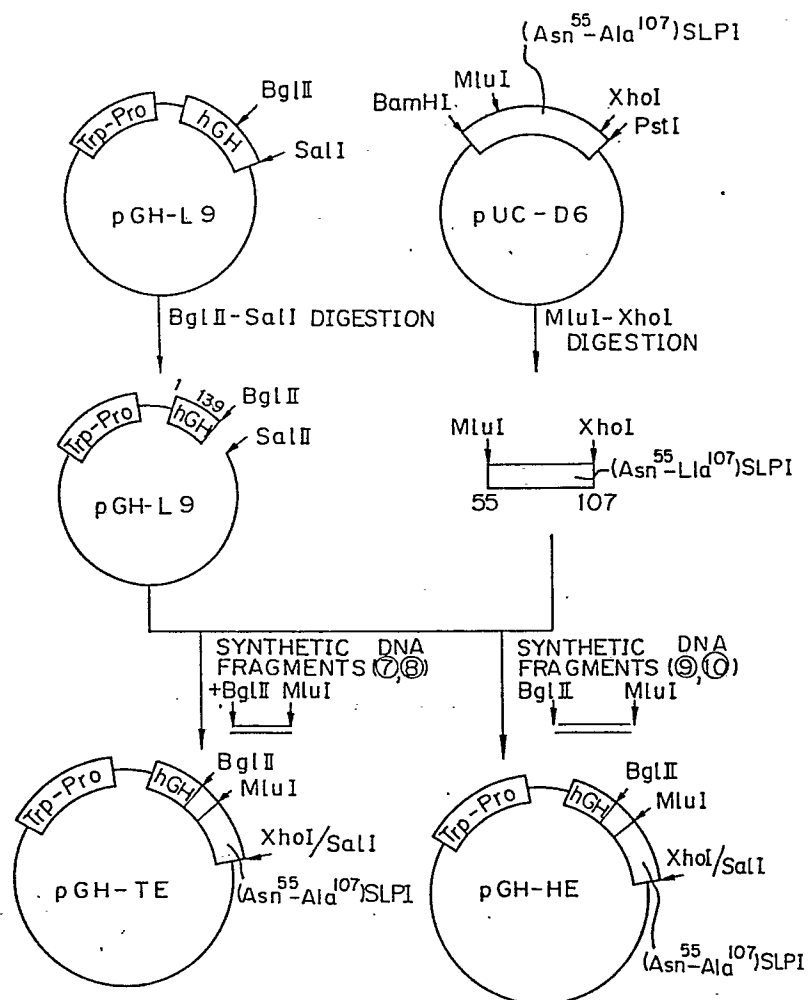 (Asn55-Ala107)SLPI
BglII
MluI
BamHI
XhoI
PstI
Trp-Pro
hGH
SalI
pGH-L9
pUC-D6
BglII-SalI DIGESTION
MluI-XhoI
DIGESTION
1
139
BglII
Trp-Pro
hGH
SalII
MluI
XhoI
(Asn55-Lla107)SLPI
pGH-L9
55
107
SYNTHETIC DNA
FRAGMENTS(⑦,⑧)
+BglII MluI
SYNTHETIC DNA
FRAGMENTS(⑨,⑩)
BglII MluI
BglII
Trp-Pro
hGH
MluI
XhoI/SalI
pGH-TE
(Asn55-Ala107)SLPI
BglII
Trp-Pro
hGH
MluI
XhoI/SalI
pGH-HE
(Asn55-Ala107)SLPI